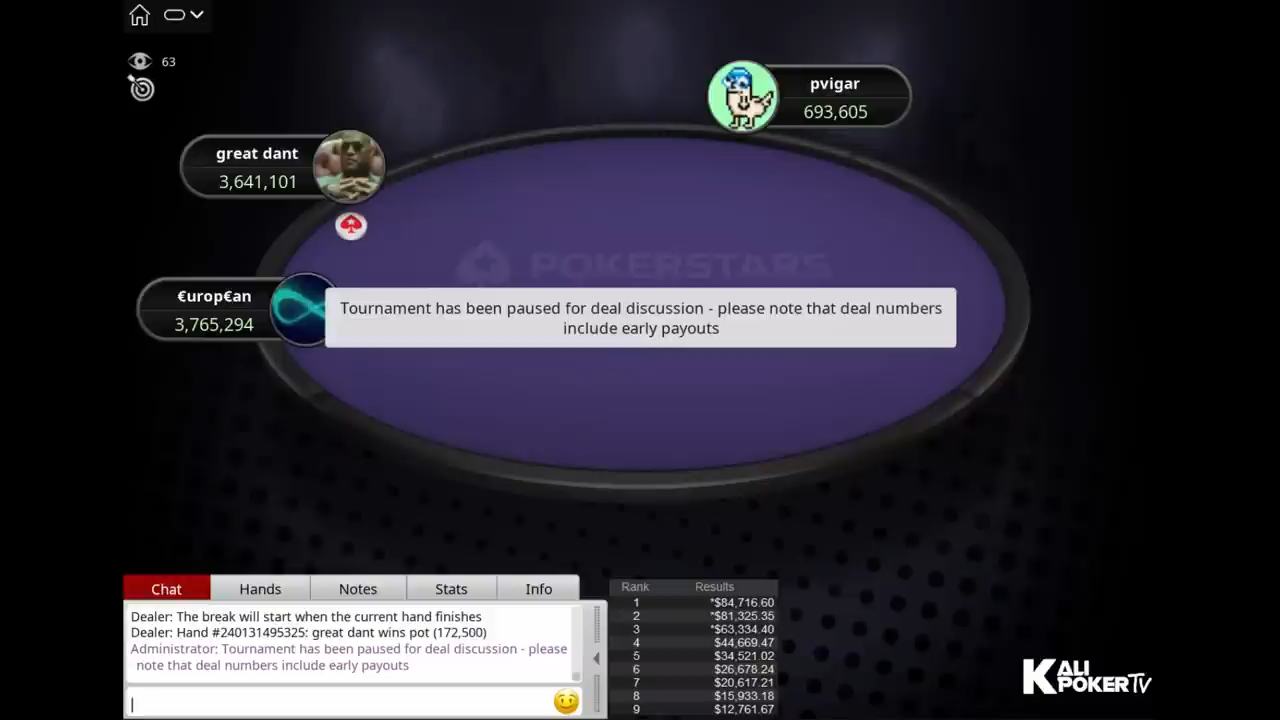 63
pvigar
693,605
great dant
3,641,101
POKERSTARS
€urop€an
3,765,294
Tournament has been paused for deal discussion - please note that deal numbers
include early payouts
Chat Hands Notes Stats Info
Dealer: The break will start when the current hand finishes
Dealer: Hand #240131495325: great dant wins pot (172,500)
Administrator: Tournament has been paused for deal discussion - please
note that deal numbers include early payouts
Rank Results
1 *$84,716.60
2 *$81,325.35
3 *$63,334.40
4 $44,669.47
5 $34,521.02
6 $26,678.24
7 $20,617.21
8 $15,933.18
9 $12,761.67
KALI
POKERTV